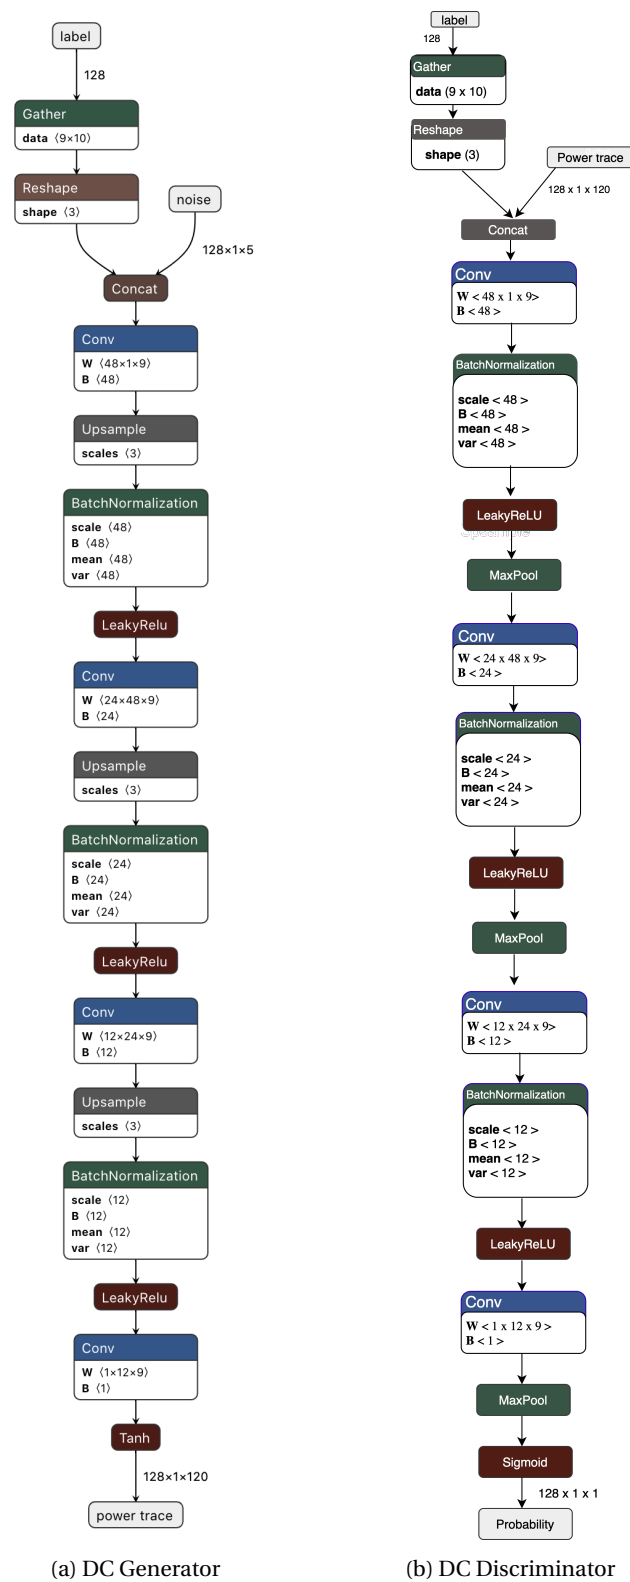 label
128
Gather
data ⟨9×10⟩
Reshape
shape ⟨3⟩
noise
128×1×5
Concat
Conv
W ⟨48×1×9⟩
B ⟨48⟩
Upsample
scales ⟨3⟩
BatchNormalization
scale ⟨48⟩
B ⟨48⟩
mean ⟨48⟩
var ⟨48⟩
LeakyRelu
Conv
W ⟨24×48×9⟩
B ⟨24⟩
Upsample
scales ⟨3⟩
BatchNormalization
scale ⟨24⟩
B ⟨24⟩
mean ⟨24⟩
var ⟨24⟩
LeakyRelu
Conv
W ⟨12×24×9⟩
B ⟨12⟩
Upsample
scales ⟨3⟩
BatchNormalization
scale ⟨12⟩
B ⟨12⟩
mean ⟨12⟩
var ⟨12⟩
LeakyRelu
Conv
W ⟨1×12×9⟩
B ⟨1⟩
Tanh
128×1×120
power trace
(a) DC Generator
label
128
Gather
data (9 x 10)
Reshape
shape (3)
Power trace
128 x 1 x 120
Concat
Conv
W < 48 x 1 x 9>
B < 48 >
BatchNormalization
scale < 48 >
B < 48 >
mean < 48 >
var < 48 >
LeakyReLU
MaxPool
Conv
W < 24 x 48 x 9>
B < 24 >
BatchNormalization
scale < 24 >
B < 24 >
mean < 24 >
var < 24 >
LeakyReLU
MaxPool
Conv
W < 12 x 24 x 9>
B < 12 >
BatchNormalization
scale < 12 >
B < 12 >
mean < 12 >
var < 12 >
LeakyReLU
Conv
W < 1 x 12 x 9 >
B < 1 >
MaxPool
Sigmoid
128 x 1 x 1
Probability
(b) DC Discriminator